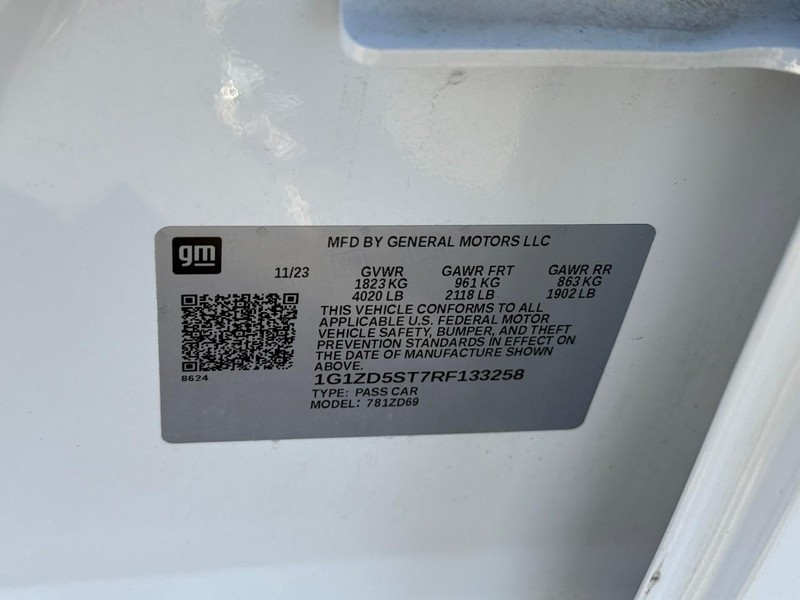 gm
MFD BY GENERAL MOTORS LLC
11/23 GVWR GAWR FRT GAWR RR
1823 KG 961 KG 863 KG
4020 LB 2118 LB 1902 LB
THIS VEHICLE CONFORMS TO ALL
APPLICABLE U.S. FEDERAL MOTOR
VEHICLE SAFETY, BUMPER, AND THEFT
PREVENTION STANDARDS IN EFFECT ON
THE DATE OF MANUFACTURE SHOWN
ABOVE.
8624
1G1ZD5ST7RF133258
TYPE: PASS CAR
MODEL: 781ZD69